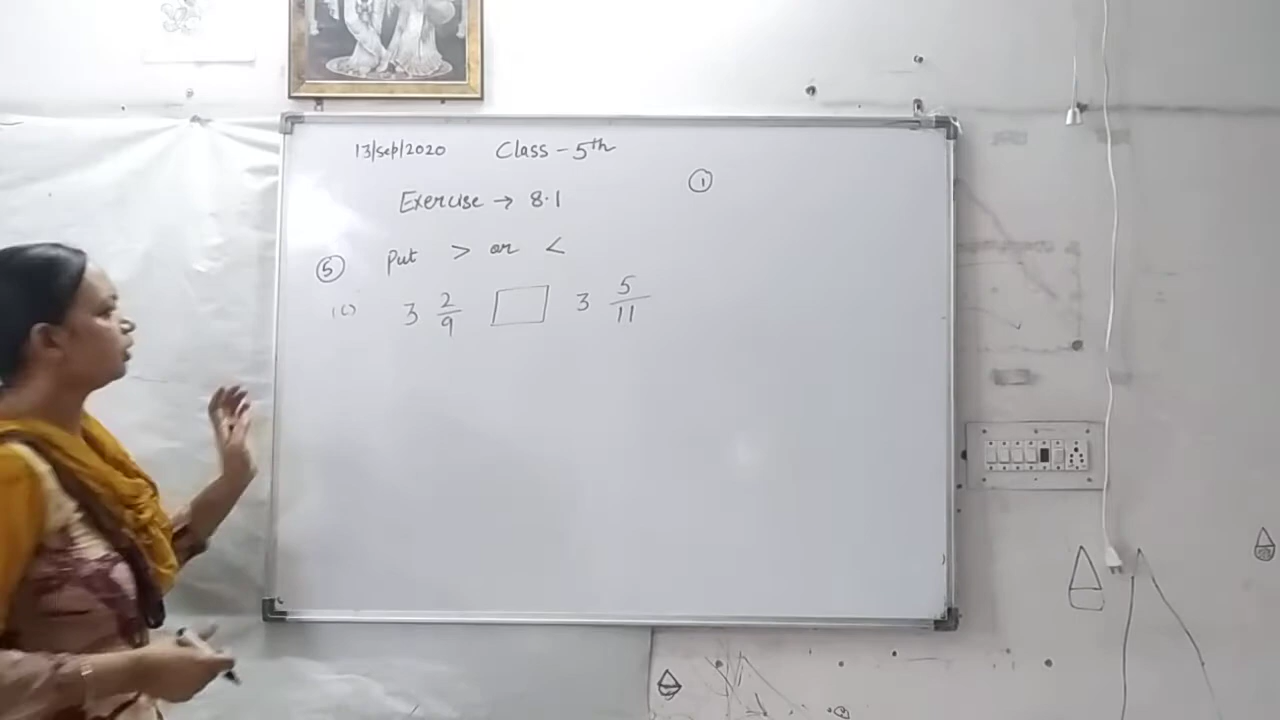 13/sep/2020 Class - 5th
①
Exercise → 8.1
⑤ Put > or <
(c) 3 2/9 □ 3 5/11